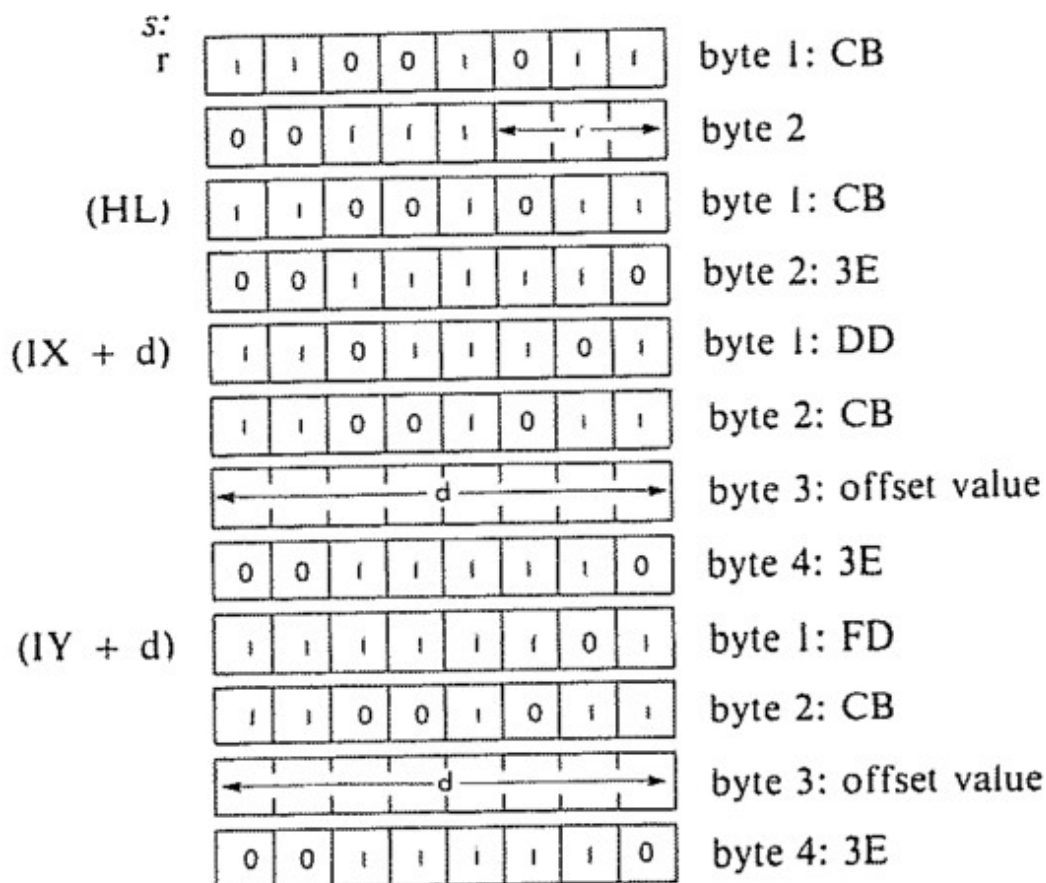 s:
r 1 1 0 0 1 0 1 1 byte 1: CB
0 0 1 1 1 r byte 2
(HL) 1 1 0 0 1 0 1 1 byte 1: CB
0 0 1 1 1 1 1 0 byte 2: 3E
(IX + d) 1 1 0 1 1 1 0 1 byte 1: DD
1 1 0 0 1 0 1 1 byte 2: CB
d byte 3: offset value
0 0 1 1 1 1 1 0 byte 4: 3E
(IY + d) 1 1 1 1 1 1 0 1 byte 1: FD
1 1 0 0 1 0 1 1 byte 2: CB
d byte 3: offset value
0 0 1 1 1 1 1 0 byte 4: 3E